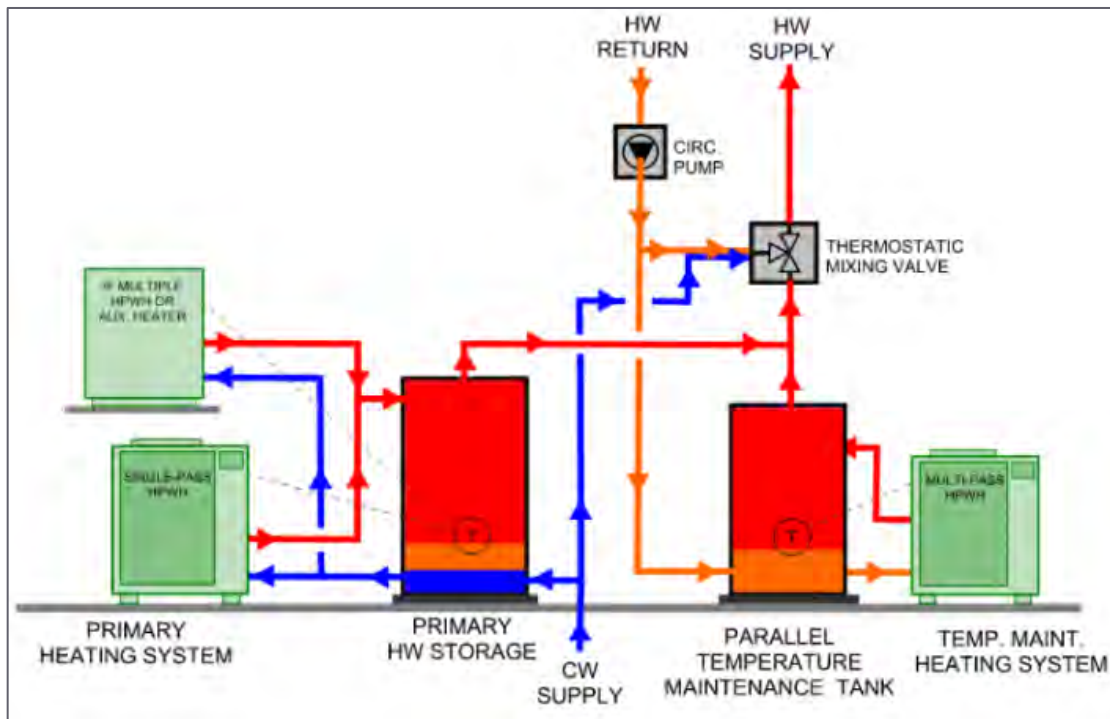 HW
RETURN
HW
SUPPLY
CIRC.
PUMP
THERMOSTATIC
MIXING VALVE
IF MULTIPLE
HPWH OR
AUX. HEATER
SINGLE-PASS
HPWH
T
T
MULTI-PASS
HPWH
PRIMARY
HEATING SYSTEM
PRIMARY
HW STORAGE
CW
SUPPLY
PARALLEL
TEMPERATURE
MAINTENANCE TANK
TEMP. MAINT.
HEATING SYSTEM